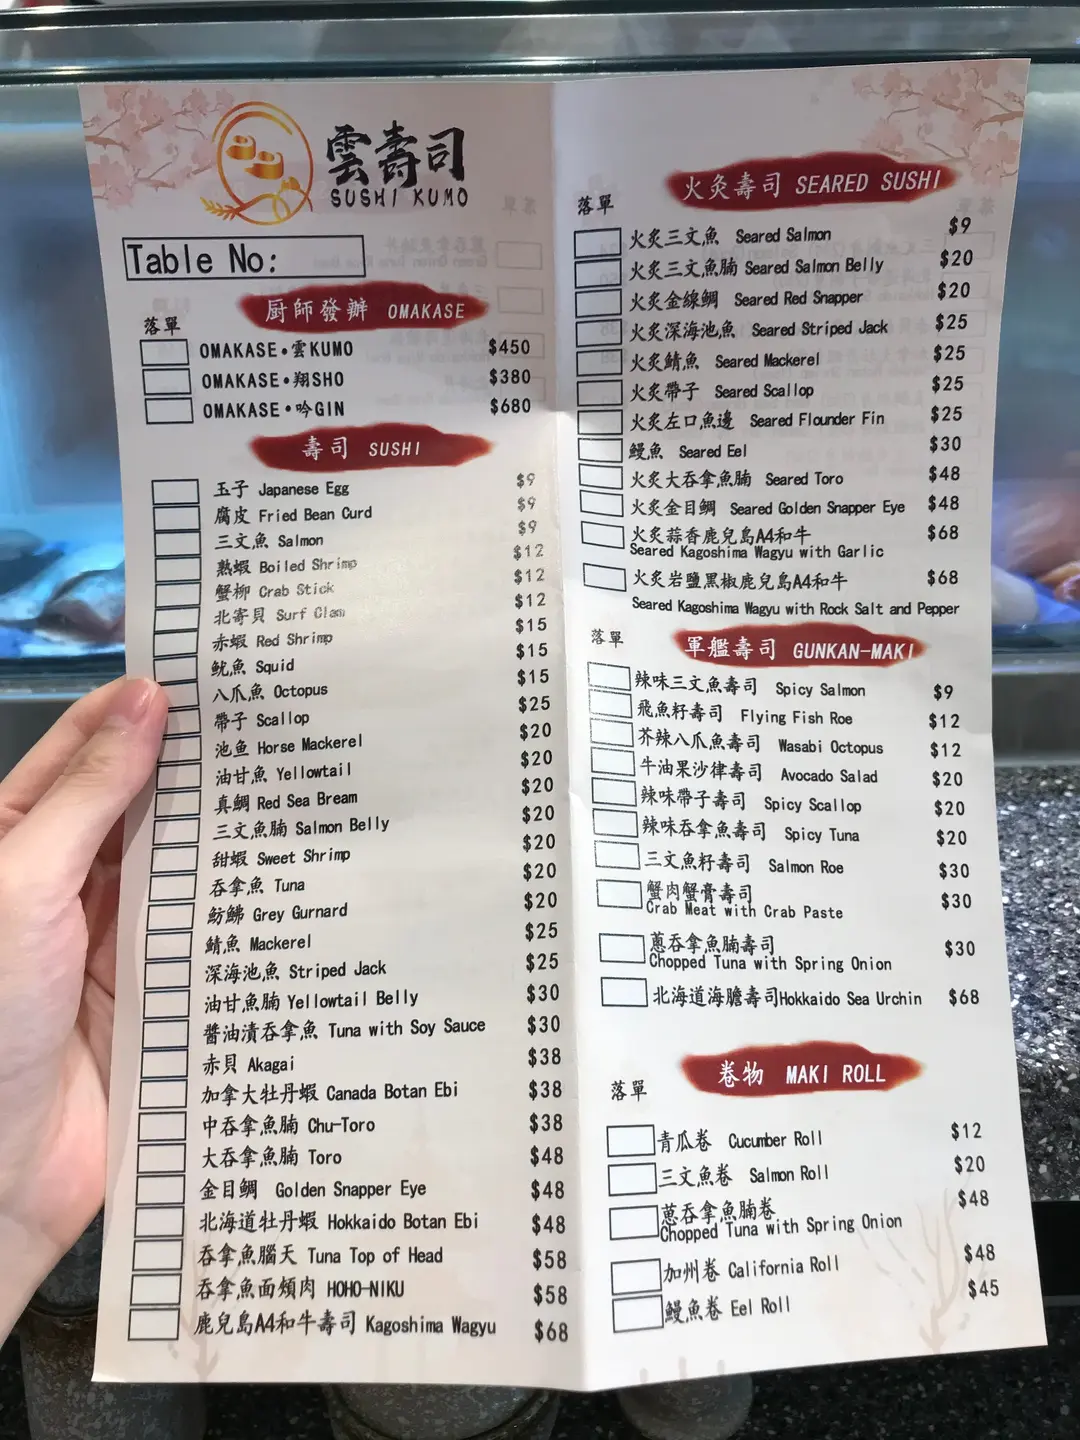 雲壽司
SUSHI KUMO
Table No:
厨師發辦 OMAKASE
落單
OMAKASE•雲KUMO $450
OMAKASE•翔SHO $380
OMAKASE•吟GIN $680
壽司 SUSHI
玉子 Japanese Egg $9
腐皮 Fried Bean Curd $9
三文魚 Salmon $9
熟蝦 Boiled Shrimp $12
蟹柳 Crab Stick $12
北寄貝 Surf Clam $12
赤蝦 Red Shrimp $15
魷魚 Squid $15
八爪魚 Octopus $15
帶子 Scallop $25
池鱼 Horse Mackerel $20
油甘魚 Yellowtail $20
真鯛 Red Sea Bream $20
三文魚腩 Salmon Belly $20
甜蝦 Sweet Shrimp $20
吞拿魚 Tuna $20
魴鮄 Grey Gurnard $20
鯖魚 Mackerel $25
深海池魚 Striped Jack $25
油甘魚腩 Yellowtail Belly $30
醬油漬吞拿魚 Tuna with Soy Sauce $30
赤貝 Akagai $38
加拿大牡丹蝦 Canada Botan Ebi $38
中吞拿魚腩 Chu-Toro $38
大吞拿魚腩 Toro $48
金目鯛 Golden Snapper Eye $48
北海道牡丹蝦 Hokkaido Botan Ebi $48
吞拿魚腦天 Tuna Top of Head $58
吞拿魚面頰肉 HOHO-NIKU $58
鹿兒島A4和牛壽司 Kagoshima Wagyu $68
火灸壽司 SEARED SUSHI
落單
火炙三文魚 Seared Salmon $9
火炙三文魚腩 Seared Salmon Belly $20
火炙金線鯛 Seared Red Snapper $20
火炙深海池魚 Seared Striped Jack $25
火炙鯖魚 Seared Mackerel $25
火炙帶子 Seared Scallop $25
火炙左口魚邊 Seared Flounder Fin $25
鰻魚 Seared Eel $30
火炙大吞拿魚腩 Seared Toro $48
火炙金目鯛 Seared Golden Snapper Eye $48
火炙蒜香鹿兒島A4和牛 $68
Seared Kagoshima Wagyu with Garlic
火炙岩鹽黑椒鹿兒島A4和牛 $68
Seared Kagoshima Wagyu with Rock Salt and Pepper
落單
軍艦壽司 GUNKAN-MAKI
辣味三文魚壽司 Spicy Salmon $9
飛魚籽壽司 Flying Fish Roe $12
芥辣八爪魚壽司 Wasabi Octopus $12
牛油果沙律壽司 Avocado Salad $20
辣味帶子壽司 Spicy Scallop $20
辣味吞拿魚壽司 Spicy Tuna $20
三文魚籽壽司 Salmon Roe $30
蟹肉蟹膏壽司 $30
Crab Meat with Crab Paste
蔥吞拿魚腩壽司 $30
Chopped Tuna with Spring Onion
北海道海膽壽司Hokkaido Sea Urchin $68
卷物 MAKI ROLL
落單
青瓜卷 Cucumber Roll $12
三文魚卷 Salmon Roll $20
蔥吞拿魚腩卷 $48
Chopped Tuna with Spring Onion
加州卷 California Roll $48
鰻魚卷 Eel Roll $45